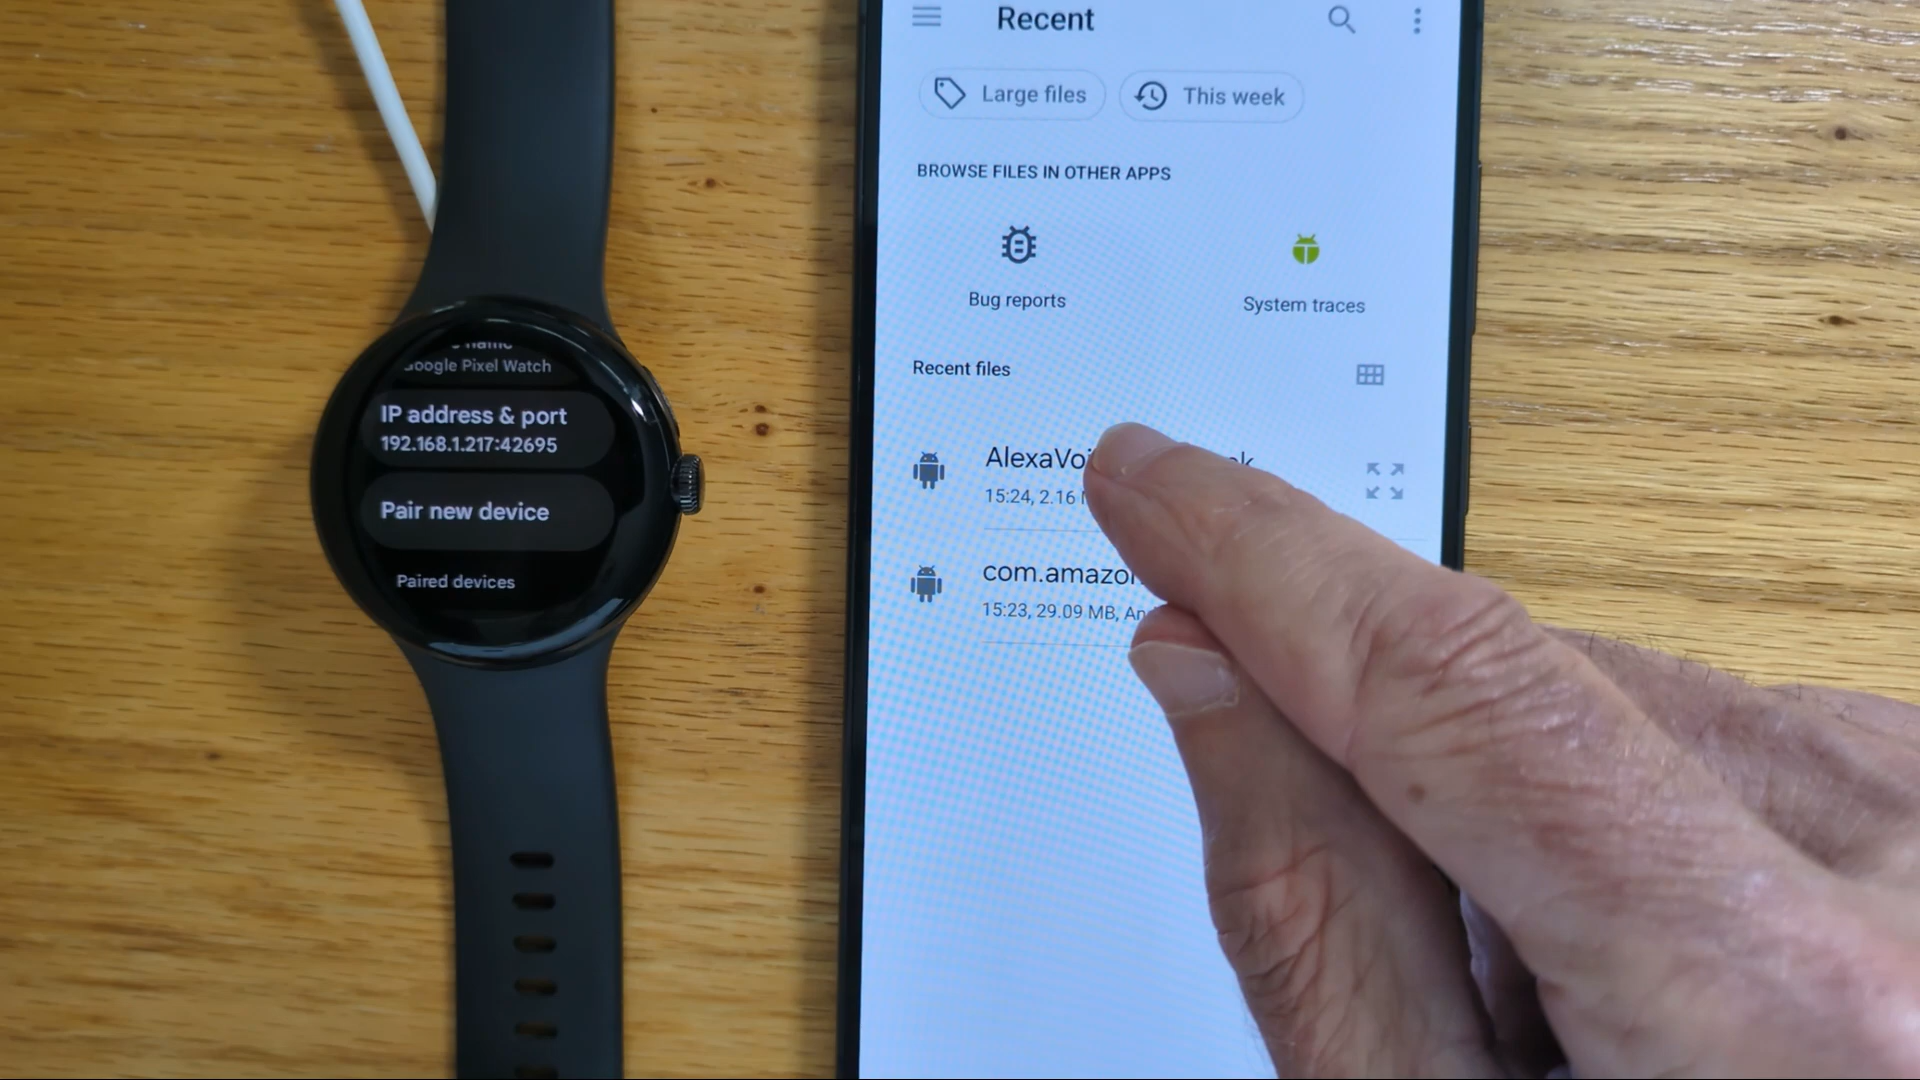 oogle Pixel Watch
IP address & port
192.168.1.217:42695
Pair new device
Paired devices
Recent
Large files
This week
BROWSE FILES IN OTHER APPS
Bug reports
System traces
Recent files
AlexaVoi
15:24, 2.16
com.amazon
15:23, 29.09 MB, An